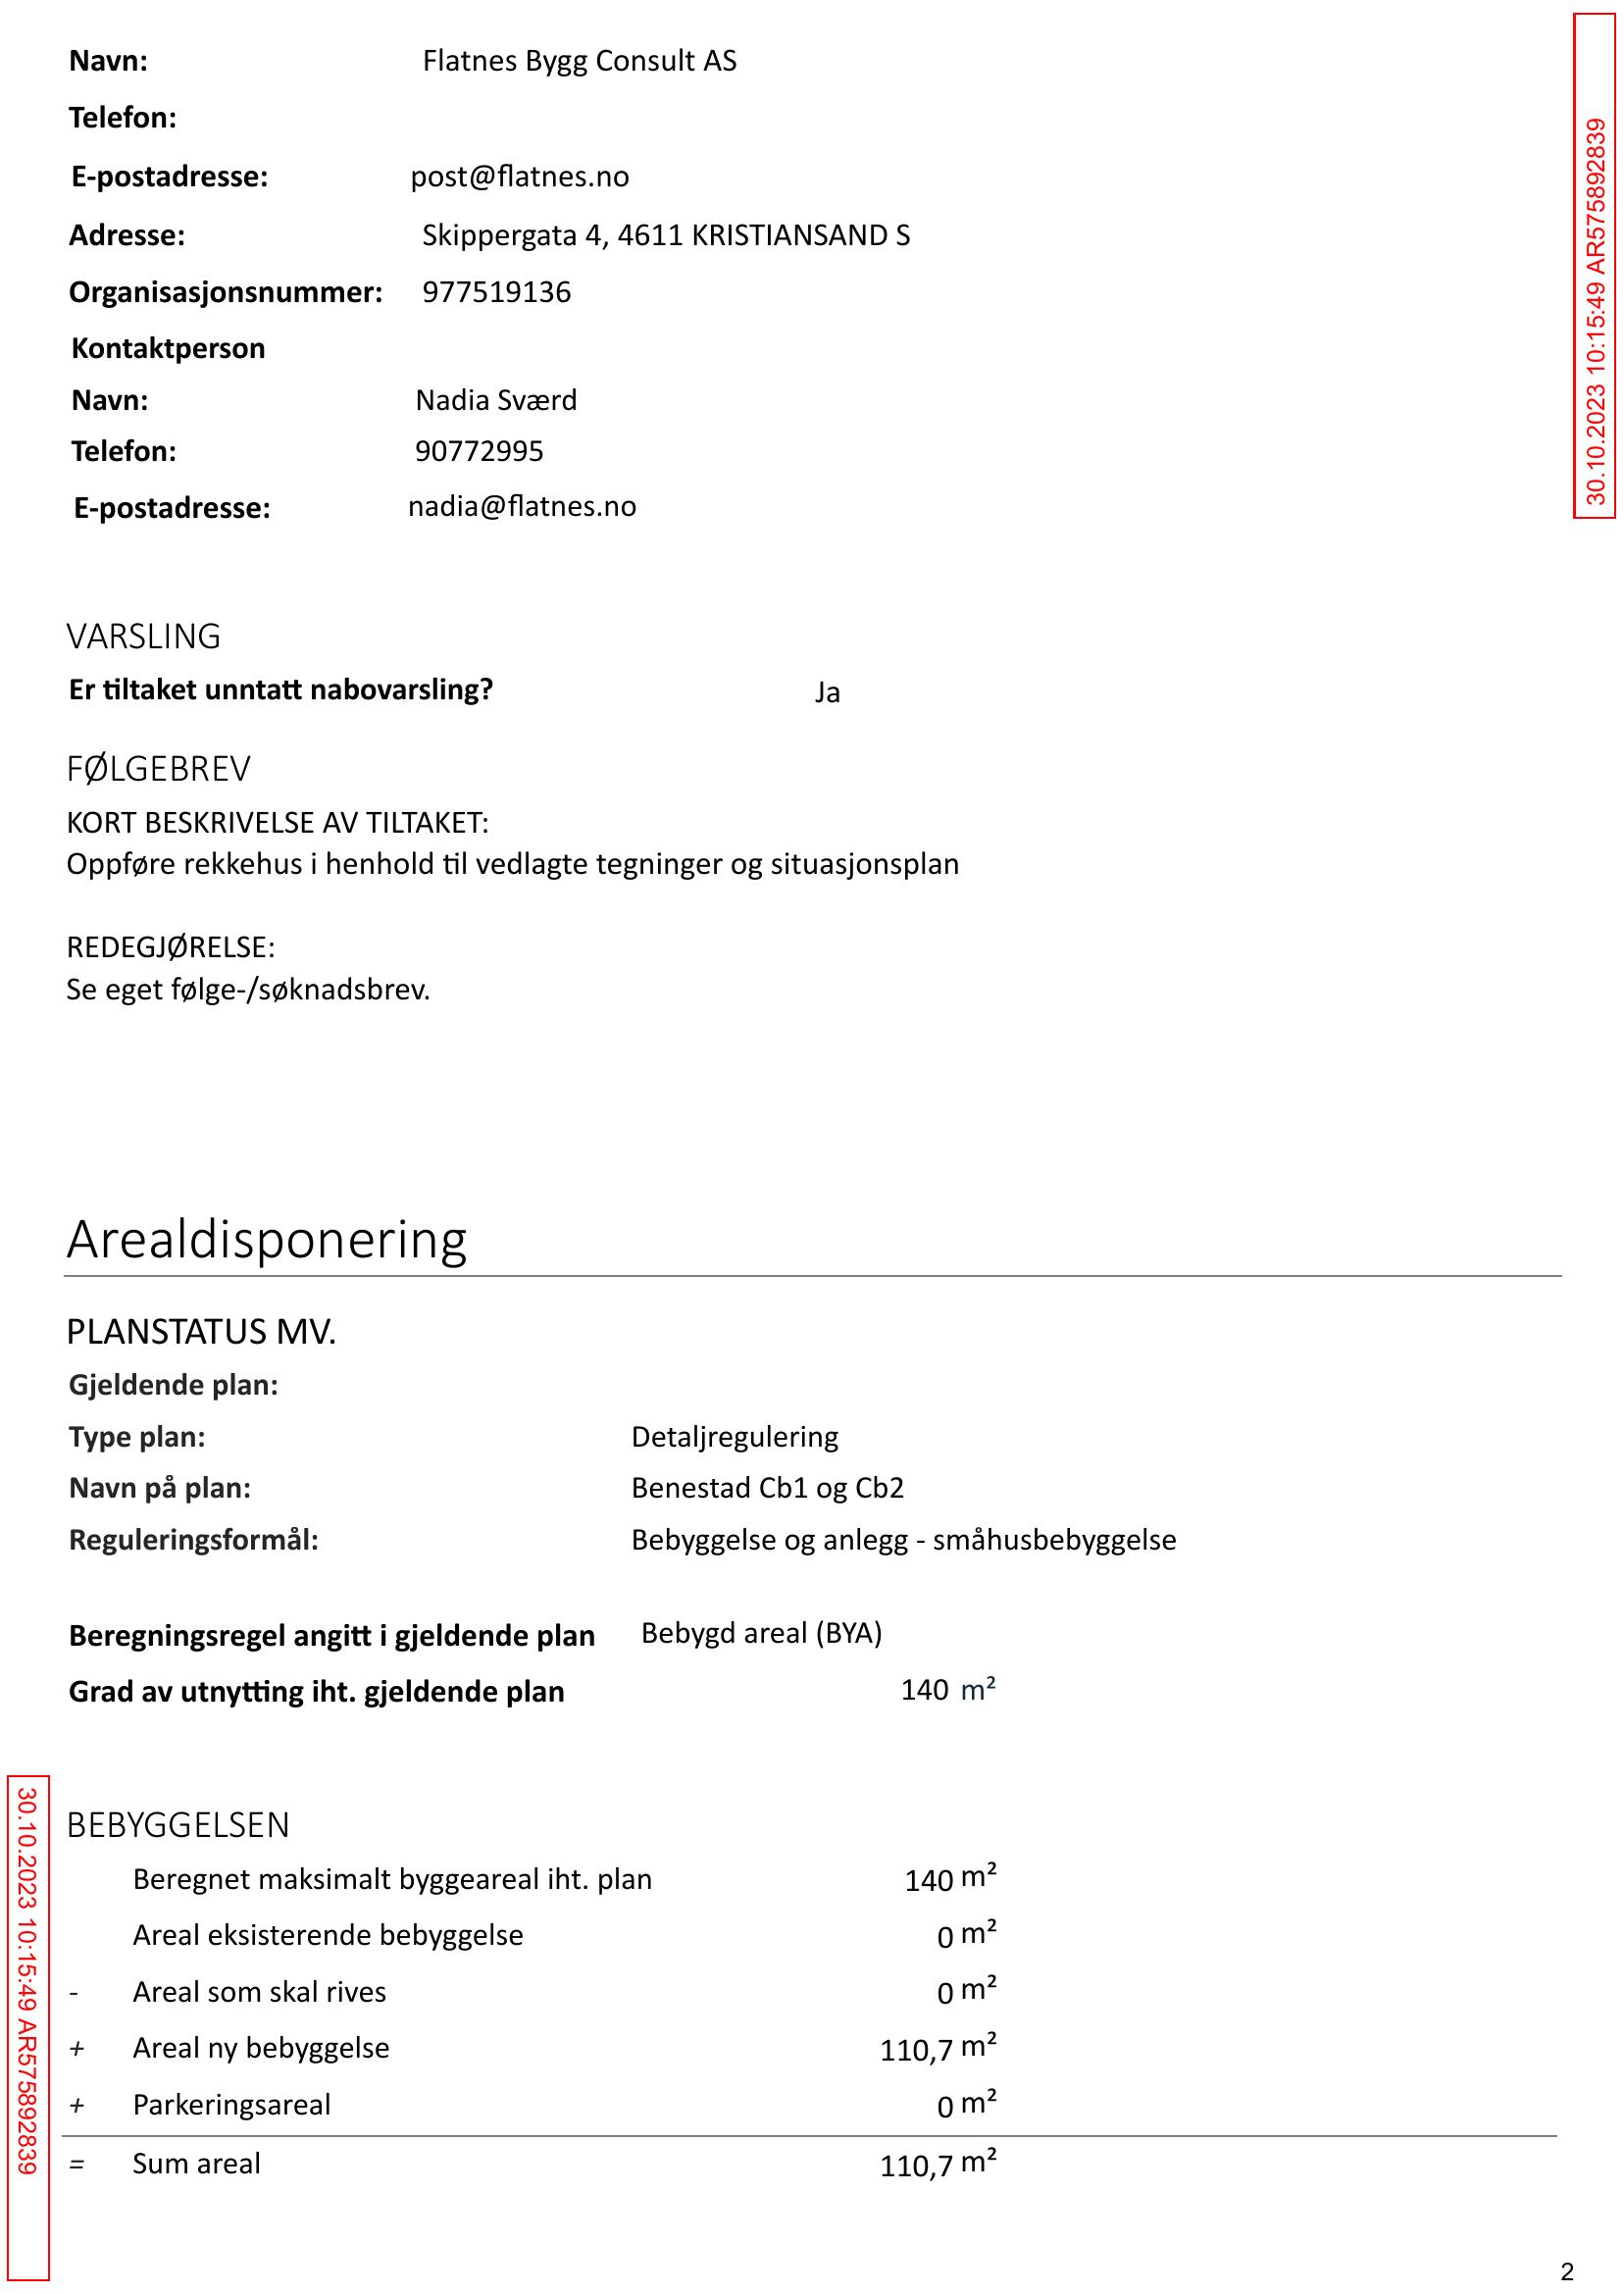 Navn: Flatnes Bygg Consult AS
Telefon:
E-postadresse: post@flatnes.no
Adresse: Skippergata 4, 4611 KRISTIANSAND S
Organisasjonsnummer: 977519136
Kontaktperson
Navn: Nadia Sværd
Telefon: 90772995
E-postadresse: nadia@flatnes.no
30.10.2023 10:15:49 AR575892839
VARSLING
Er tiltaket unntatt nabovarsling? Ja
FØLGEBREV
KORT BESKRIVELSE AV TILTAKET:
Oppføre rekkehus i henhold til vedlagte tegninger og situasjonsplan
REDEGJØRELSE:
Se eget følge-/søknadsbrev.
Arealdisponering
PLANSTATUS MV.
Gjeldende plan:
Type plan: Detaljregulering
Navn på plan: Benestad Cb1 og Cb2
Reguleringsformål: Bebyggelse og anlegg - småhusbebyggelse
Beregningsregel angitt i gjeldende plan Bebygd areal (BYA)
Grad av utnytting iht. gjeldende plan 140 m²
BEBYGGELSEN
Beregnet maksimalt byggeareal iht. plan 140 m²
Areal eksisterende bebyggelse 0 m²
- Areal som skal rives 0 m²
+ Areal ny bebyggelse 110,7 m²
+ Parkeringsareal 0 m²
= Sum areal 110,7 m²
30.10.2023 10:15:49 AR575892839
2